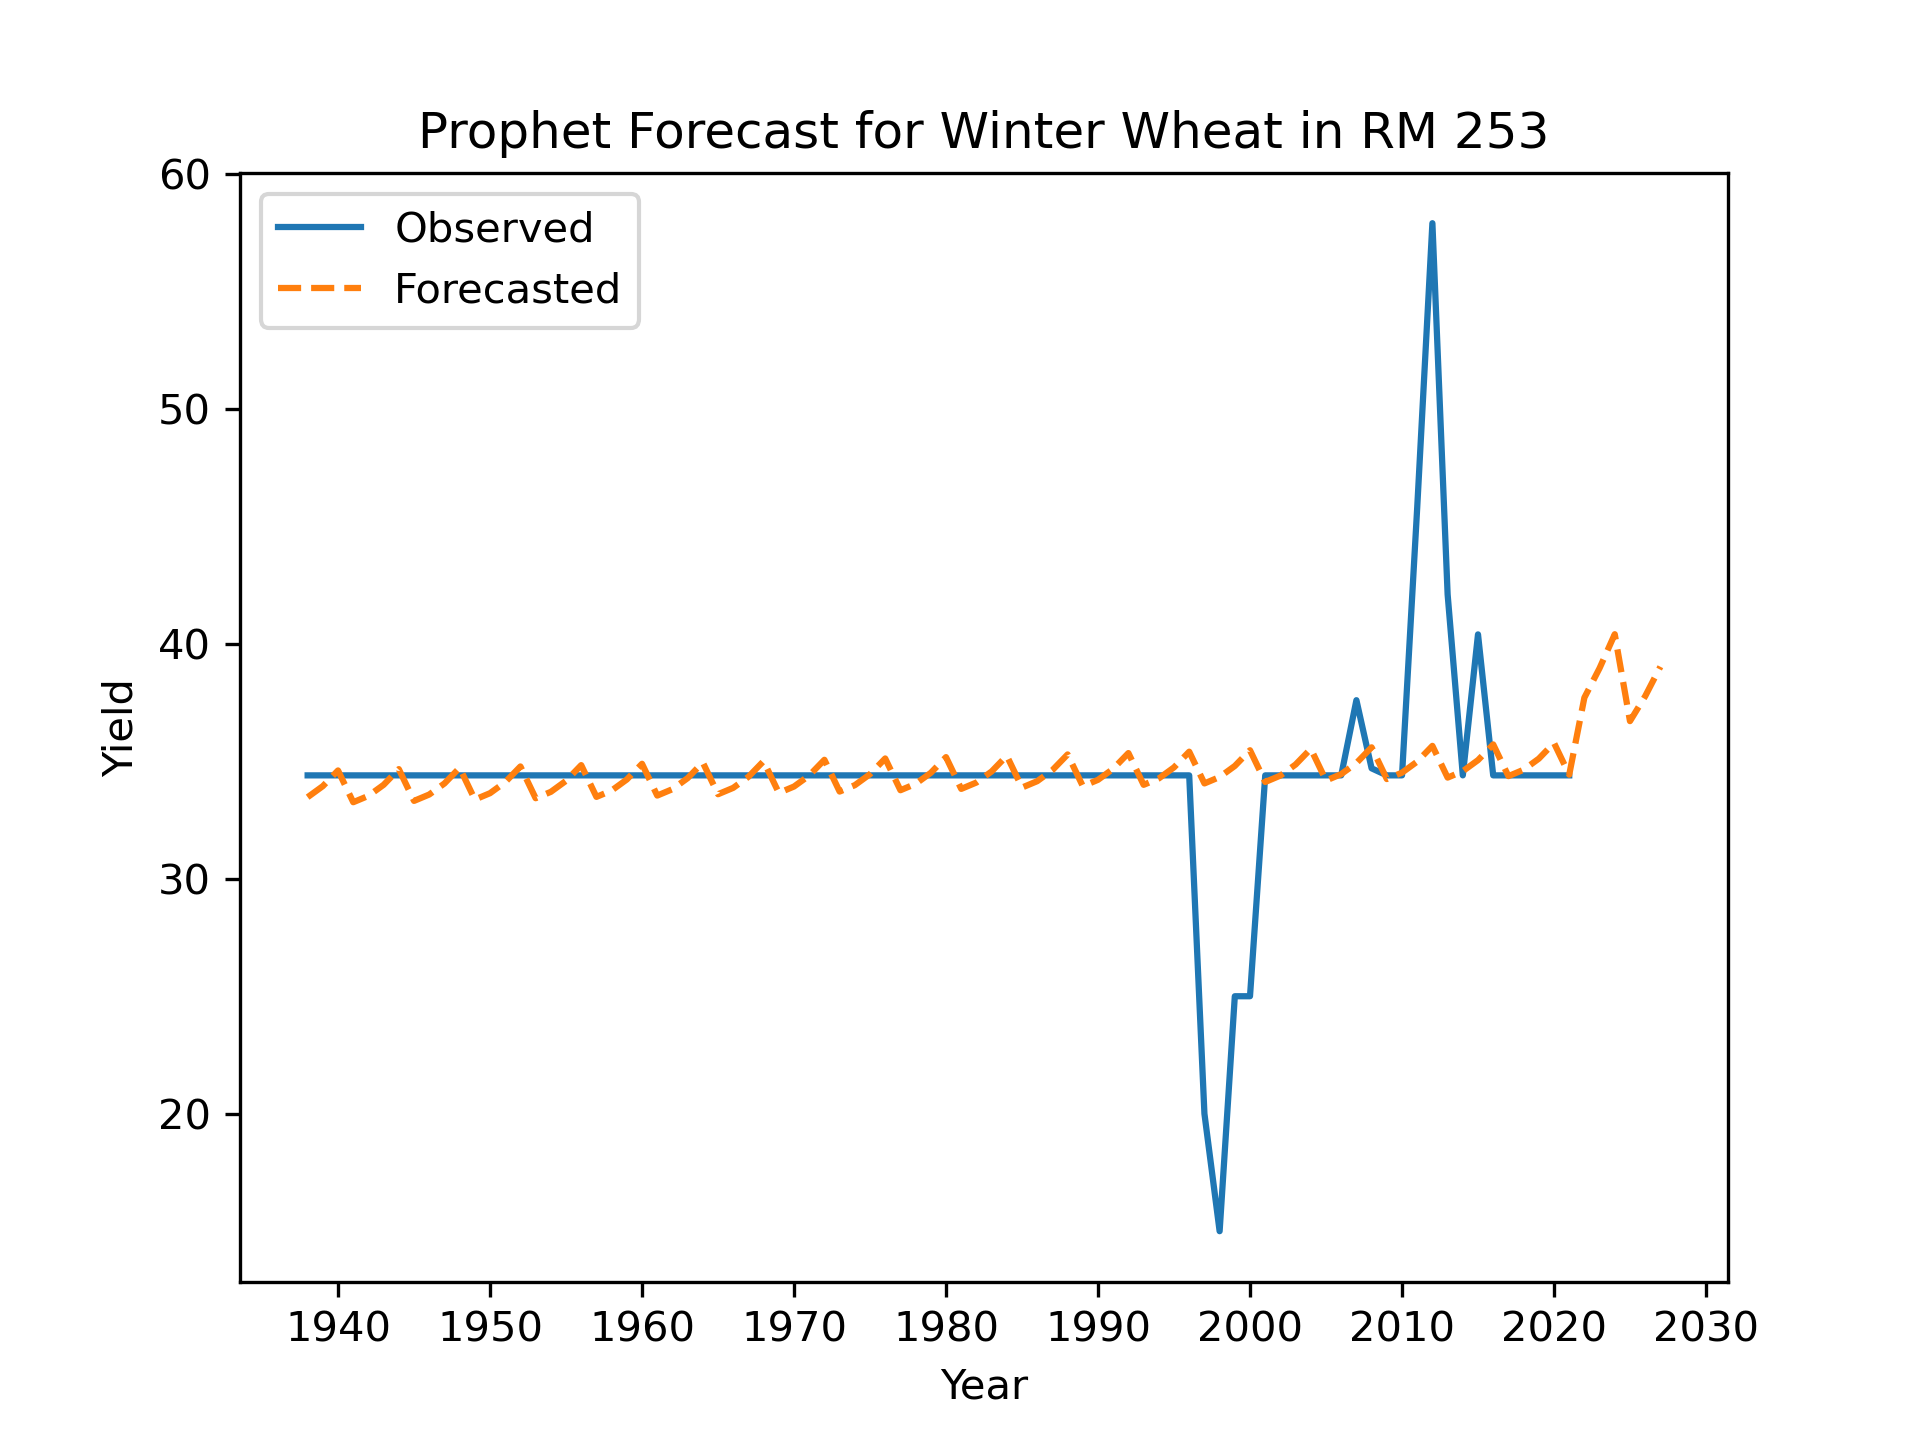 Prophet Forecast for Winter Wheat in RM 253
Observed
Forecasted
60
50
40
30
20
Yield
1940 1950 1960 1970 1980 1990 2000 2010 2020 2030
Year